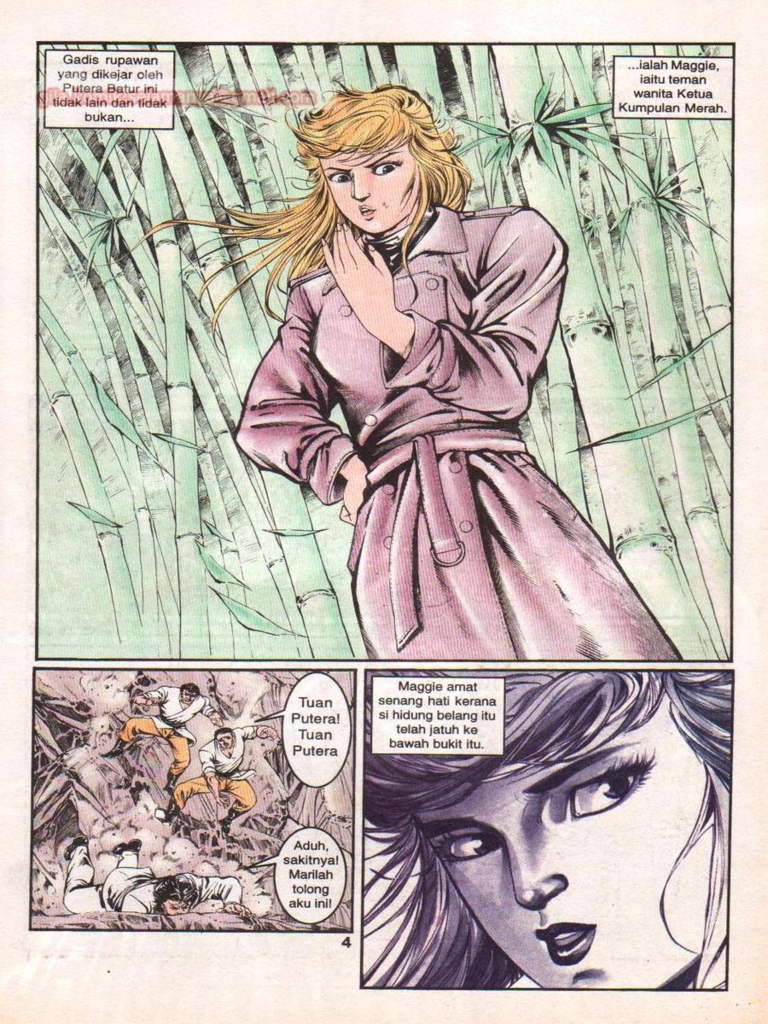 Gadis rupawan
yang dikejar oleh
Putera Batur ini
tidak lain dan tidak
bukan...
...ialah Maggie,
iaitu teman
wanita Ketua
Kumpulan Merah.
Tuan
Putera!
Tuan
Putera
Aduh,
sakitnya!
Marilah
tolong
aku ini!
Maggie amat
senang hati kerana
si hidung belang itu
telah jatuh ke
bawah bukit itu.
4